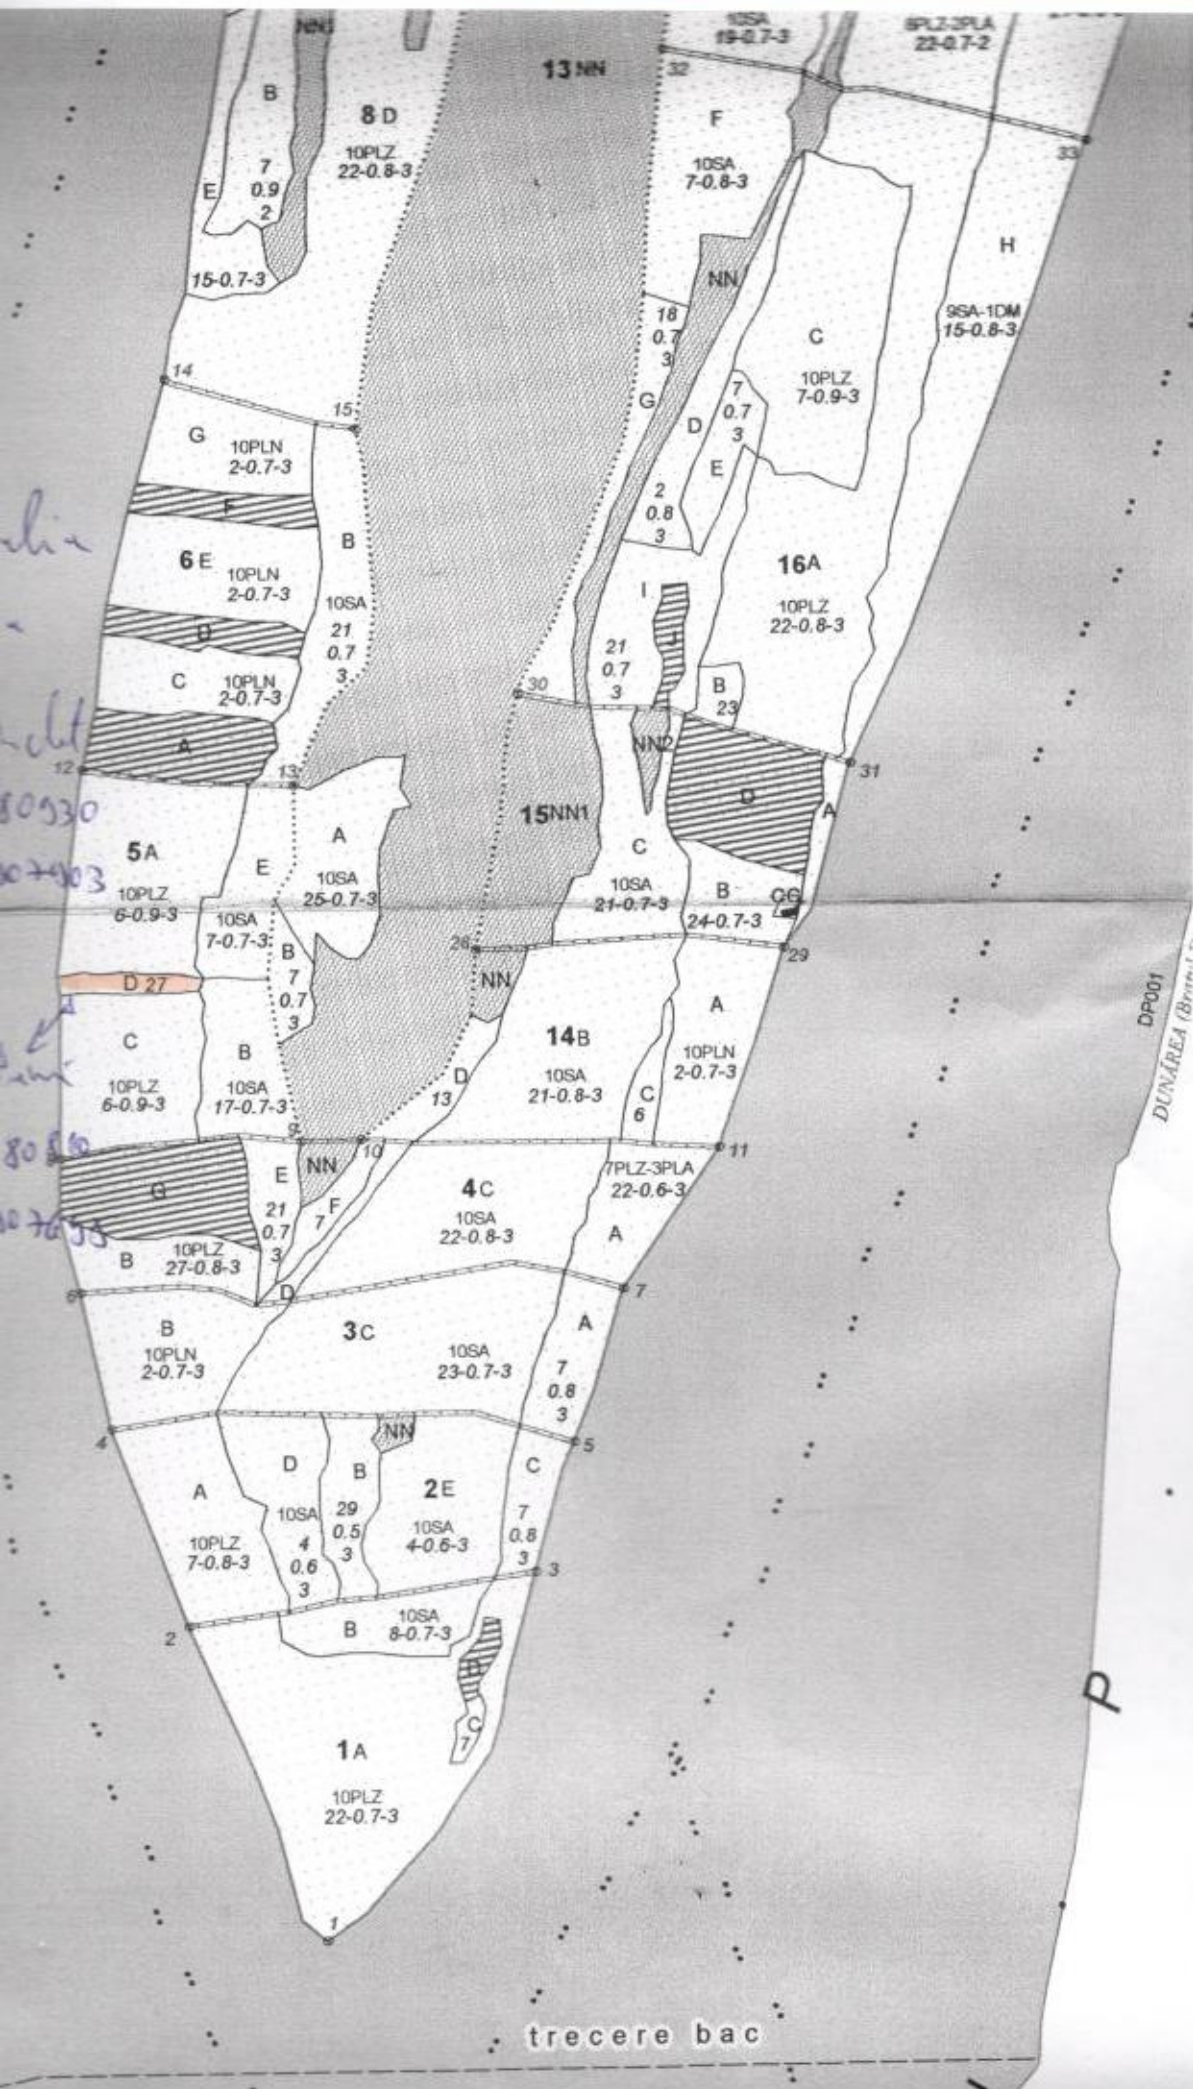 10SA
19-0.7-3
8PLZ-2PLA
22-0.7-2
13 NN
32
B
8 D
10PLZ
22-0.8-3
F
10SA
7-0.8-3
33
E
7
0.9
2
H
15-0.7-3
NN
18
0.7
3
9SA-1DM
15-0.8-3
C
10PLZ
7-0.9-3
14
15
G
10PLN
2-0.7-3
G
D
7
0.7
3
E
F
2
0.8
3
6 E
10PLN
2-0.7-3
B
10SA
21
0.7
3
16 A
10PLZ
22-0.8-3
I
J
D
C
10PLN
2-0.7-3
21
0.7
3
B
23
30
A
12
13
NN2
31
80930
5 A
10PLZ
6-0.9-3
E
10SA
7-0.7-3
A
10SA
25-0.7-3
15 NN1
C
10SA
21-0.7-3
D
A
B
24-0.7-3
CC
B
7
0.7
3
28
29
D 27
NN
DP001
C
10PLZ
6-0.9-3
B
10SA
17-0.7-3
D
13
14 B
10SA
21-0.8-3
A
10PLN
2-0.7-3
C
6
DUNĂREA
9
10
11
G
E
21
0.7
3
NN
F
7
4 C
10SA
22-0.8-3
7PLZ-3PLA
22-0.6-3
A
B
10PLZ
27-0.8-3
6
D
7
B
10PLN
2-0.7-3
3 C
10SA
23-0.7-3
A
7
0.8
3
4
5
A
10PLZ
7-0.8-3
D
10SA
4
0.6
3
B
29
0.5
3
NN
2 E
10SA
4-0.6-3
C
7
0.8
3
3
2
B
10SA
8-0.7-3
D
C
7
P
1 A
10PLZ
22-0.7-3
1
trecere bac